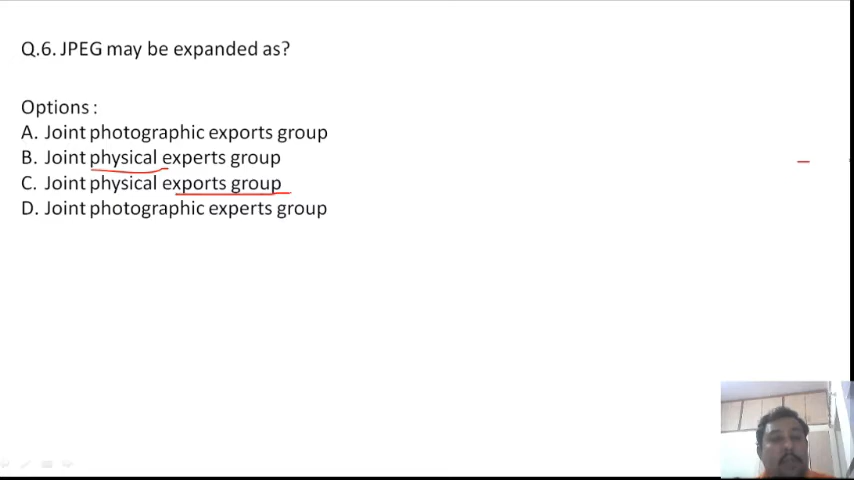 Q.6. JPEG may be expanded as?
Options :
A. Joint photographic exports group
B. Joint physical experts group
C. Joint physical exports group
D. Joint photographic experts group